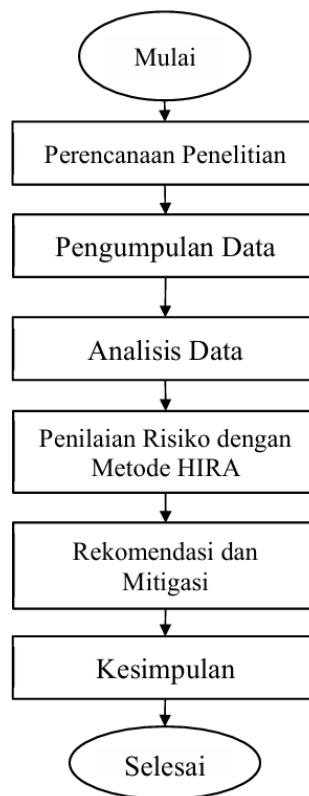 Mulai
Perencanaan Penelitian
Pengumpulan Data
Analisis Data
Penilaian Risiko dengan
Metode HIRA
Rekomendasi dan
Mitigasi
Kesimpulan
Selesai